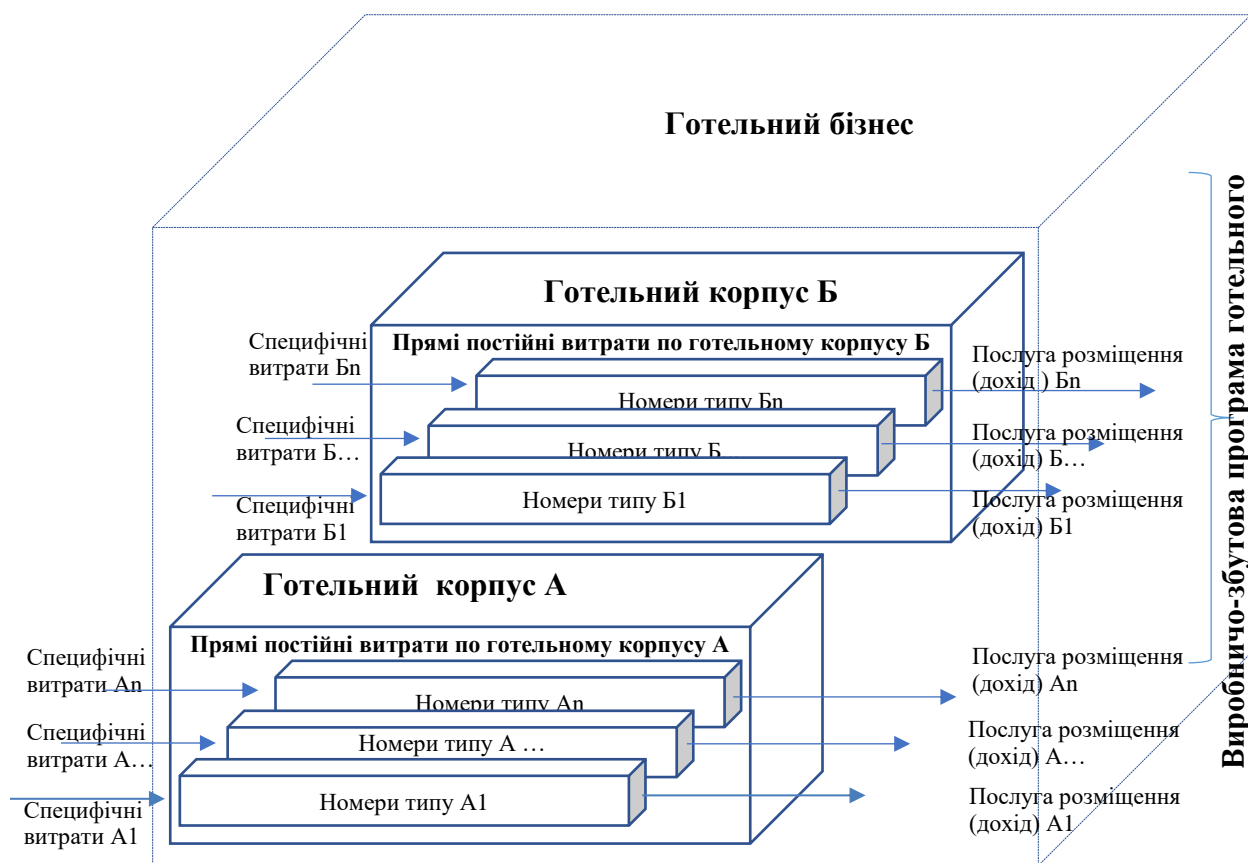 Готельний бізнес
Виробничо-збутова програма готельного
Готельний корпус Б
Прямі постійні витрати по готельному корпусу Б
Специфічні
витрати Бn
Номери типу Бn
Послуга розміщення
(дохід ) Бn
Специфічні
витрати Б…
Номери типу Б…
Послуга розміщення
(дохід) Б…
Специфічні
витрати Б1
Номери типу Б1
Послуга розміщення
(дохід) Б1
Готельний корпус А
Прямі постійні витрати по готельному корпусу А
Специфічні
витрати Аn
Номери типу Аn
Послуга розміщення
(дохід) Аn
Специфічні
витрати А…
Номери типу А …
Послуга розміщення
(дохід) А…
Специфічні
витрати А1
Номери типу А1
Послуга розміщення
(дохід) А1